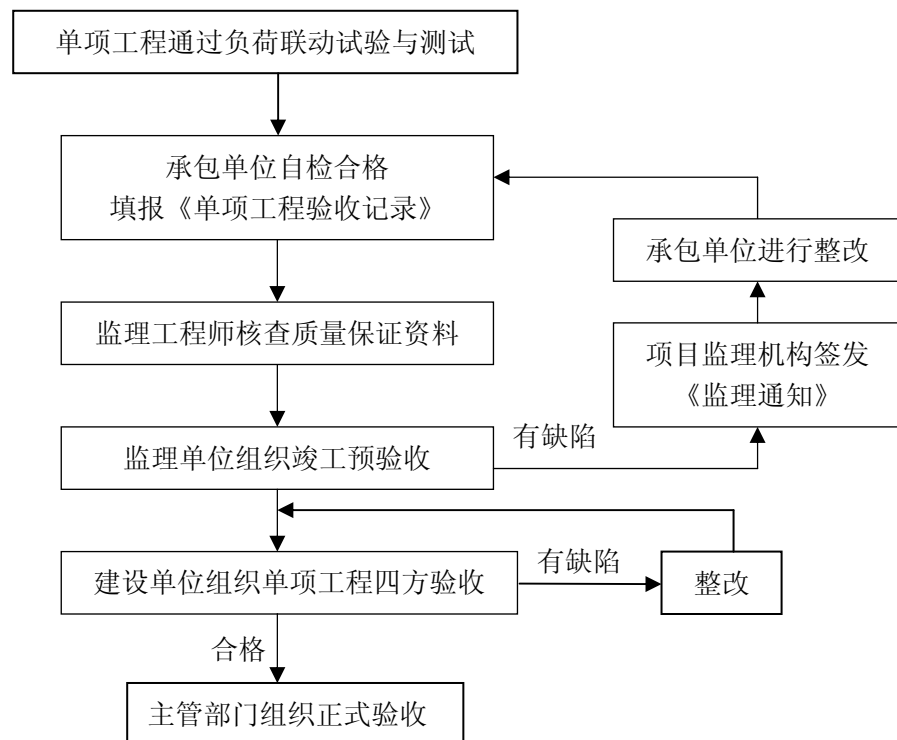 单项工程通过负荷联动试验与测试
承包单位自检合格
填报《单项工程验收记录》
承包单位进行整改
监理工程师核查质量保证资料
项目监理机构签发
《监理通知》
监理单位组织竣工预验收
有缺陷
建设单位组织单项工程四方验收
有缺陷
整改
合格
主管部门组织正式验收